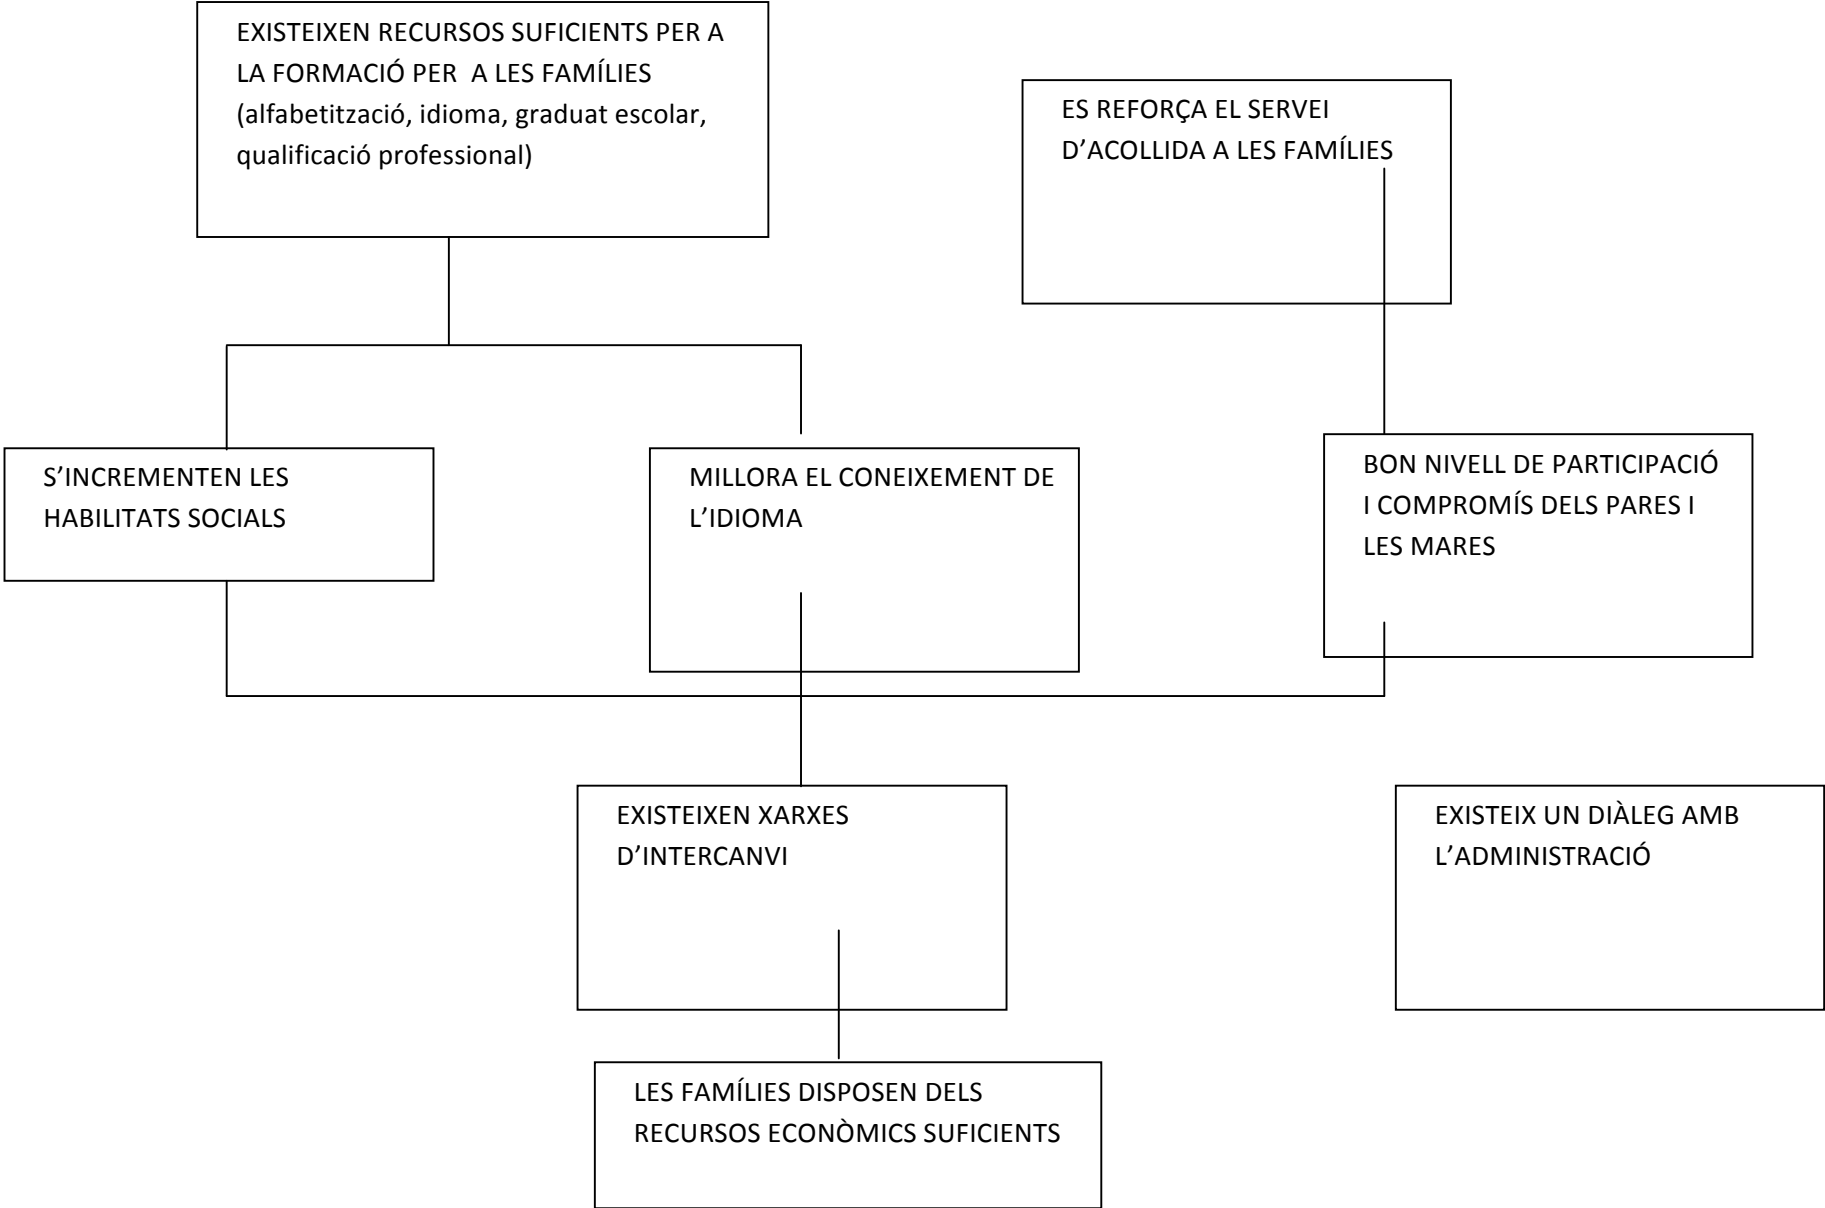 EXISTEIXEN RECURSOS SUFICIENTS PER A
LA FORMACIÓ PER  A LES FAMÍLIES
(alfabetització, idioma, graduat escolar,
qualificació professional)
ES REFORÇA EL SERVEI
D’ACOLLIDA A LES FAMÍLIES
S’INCREMENTEN LES
HABILITATS SOCIALS
MILLORA EL CONEIXEMENT DE
L’IDIOMA
BON NIVELL DE PARTICIPACIÓ
I COMPROMÍS DELS PARES I
LES MARES
EXISTEIXEN XARXES
D’INTERCANVI
EXISTEIX UN DIÀLEG AMB
L’ADMINISTRACIÓ
LES FAMÍLIES DISPOSEN DELS
RECURSOS ECONÒMICS SUFICIENTS